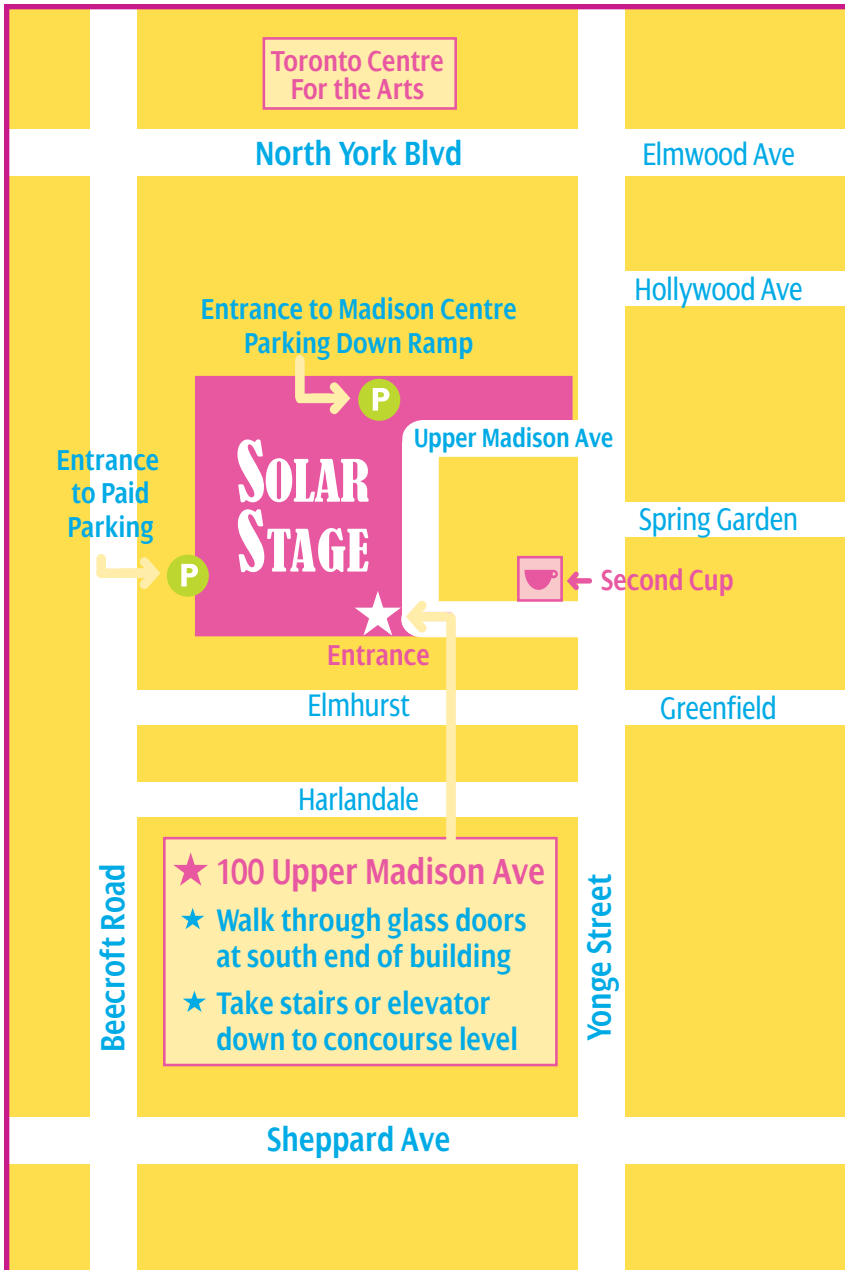 Toronto Centre
For the Arts
North York Blvd
Elmwood Ave
Hollywood Ave
Entrance to Madison Centre
Parking Down Ramp
P
Upper Madison Ave
Entrance
to Paid
Parking
P
SOLAR
STAGE
Spring Garden
Second Cup
Entrance
Elmhurst
Greenfield
Harlandale
100 Upper Madison Ave
Walk through glass doors
at south end of building
Take stairs or elevator
down to concourse level
Beecroft Road
Yonge Street
Sheppard Ave